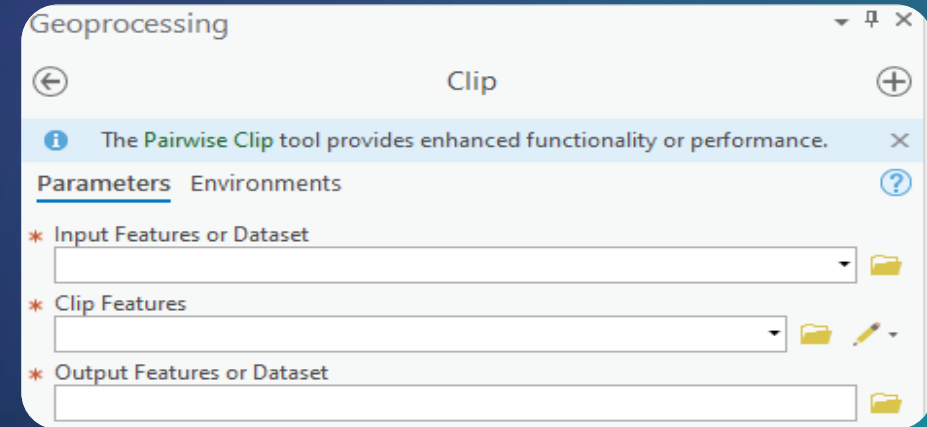 Geoprocessing
Clip
The Pairwise Clip tool provides enhanced functionality or performance.
Parameters Environments
* Input Features or Dataset
* Clip Features
* Output Features or Dataset